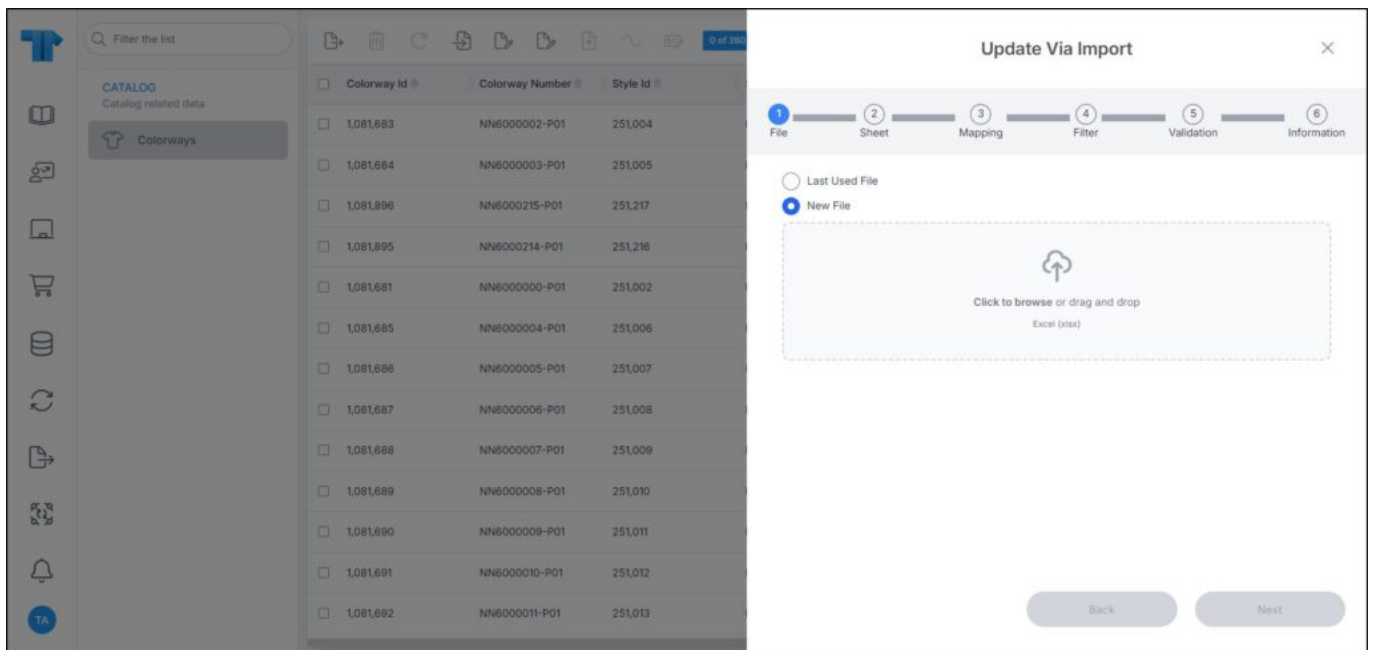 Filter the list
CATALOG
Catalog related data
Colorways
0 of 260
Colorway Id Colorway Number Style Id
1,081,683 NN6000002-P01 251,004
1,081,684 NN6000003-P01 251,005
1,081,896 NN6000215-P01 251,217
1,081,895 NN6000214-P01 251,216
1,081,681 NN6000000-P01 251,002
1,081,685 NN6000004-P01 251,006
1,081,686 NN6000005-P01 251,007
1,081,687 NN6000006-P01 251,008
1,081,688 NN6000007-P01 251,009
1,081,689 NN6000008-P01 251,010
1,081,690 NN6000009-P01 251,011
1,081,691 NN6000010-P01 251,012
1,081,692 NN6000011-P01 251,013
TA
Update Via Import
1 2 3 4 5 6
File Sheet Mapping Filter Validation Information
Last Used File
New File
Click to browse or drag and drop
Excel (xlsx)
Back Next